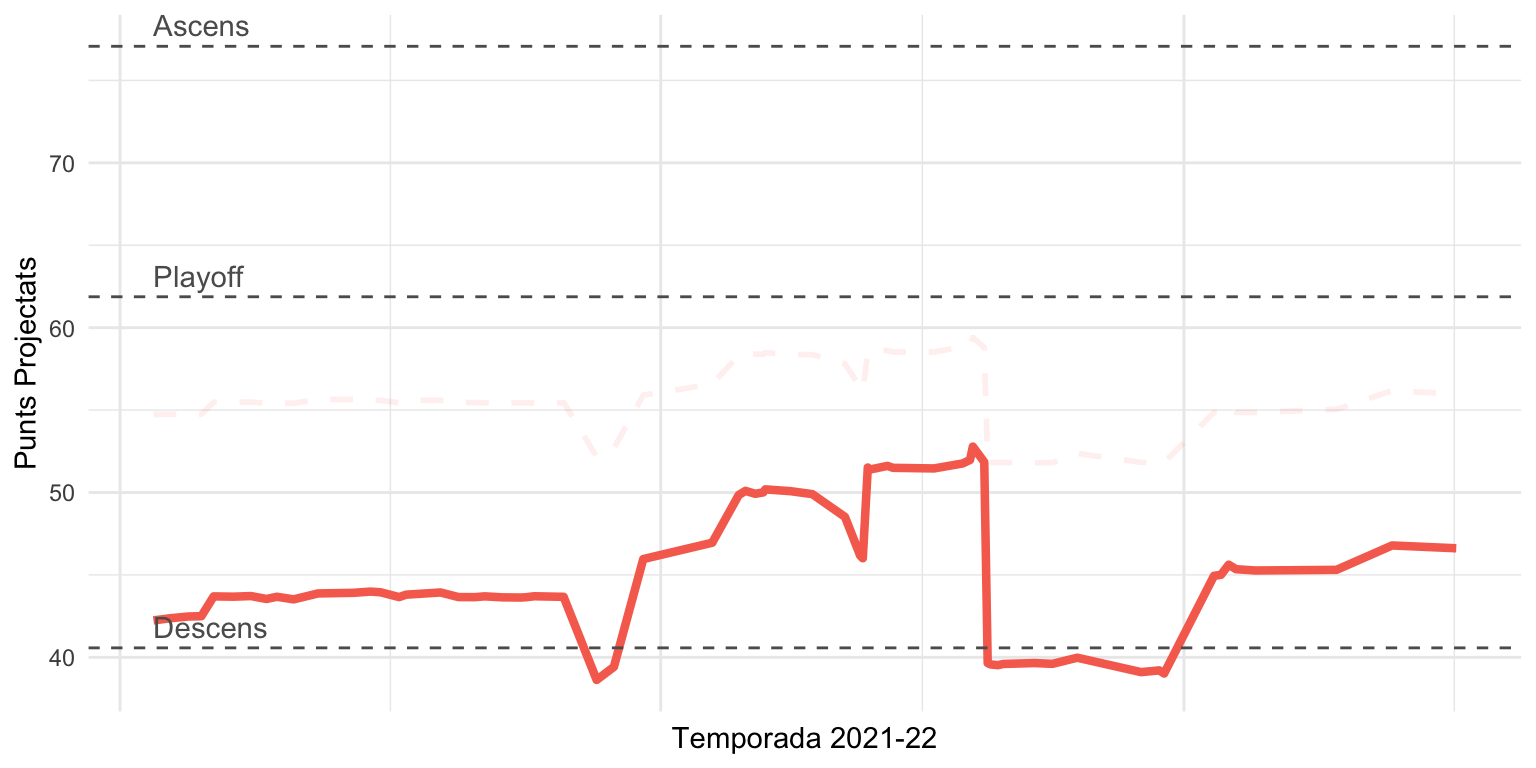 Ascens
70
Playoff
60
50
Descens
40
Punts Projectats
Temporada 2021-22